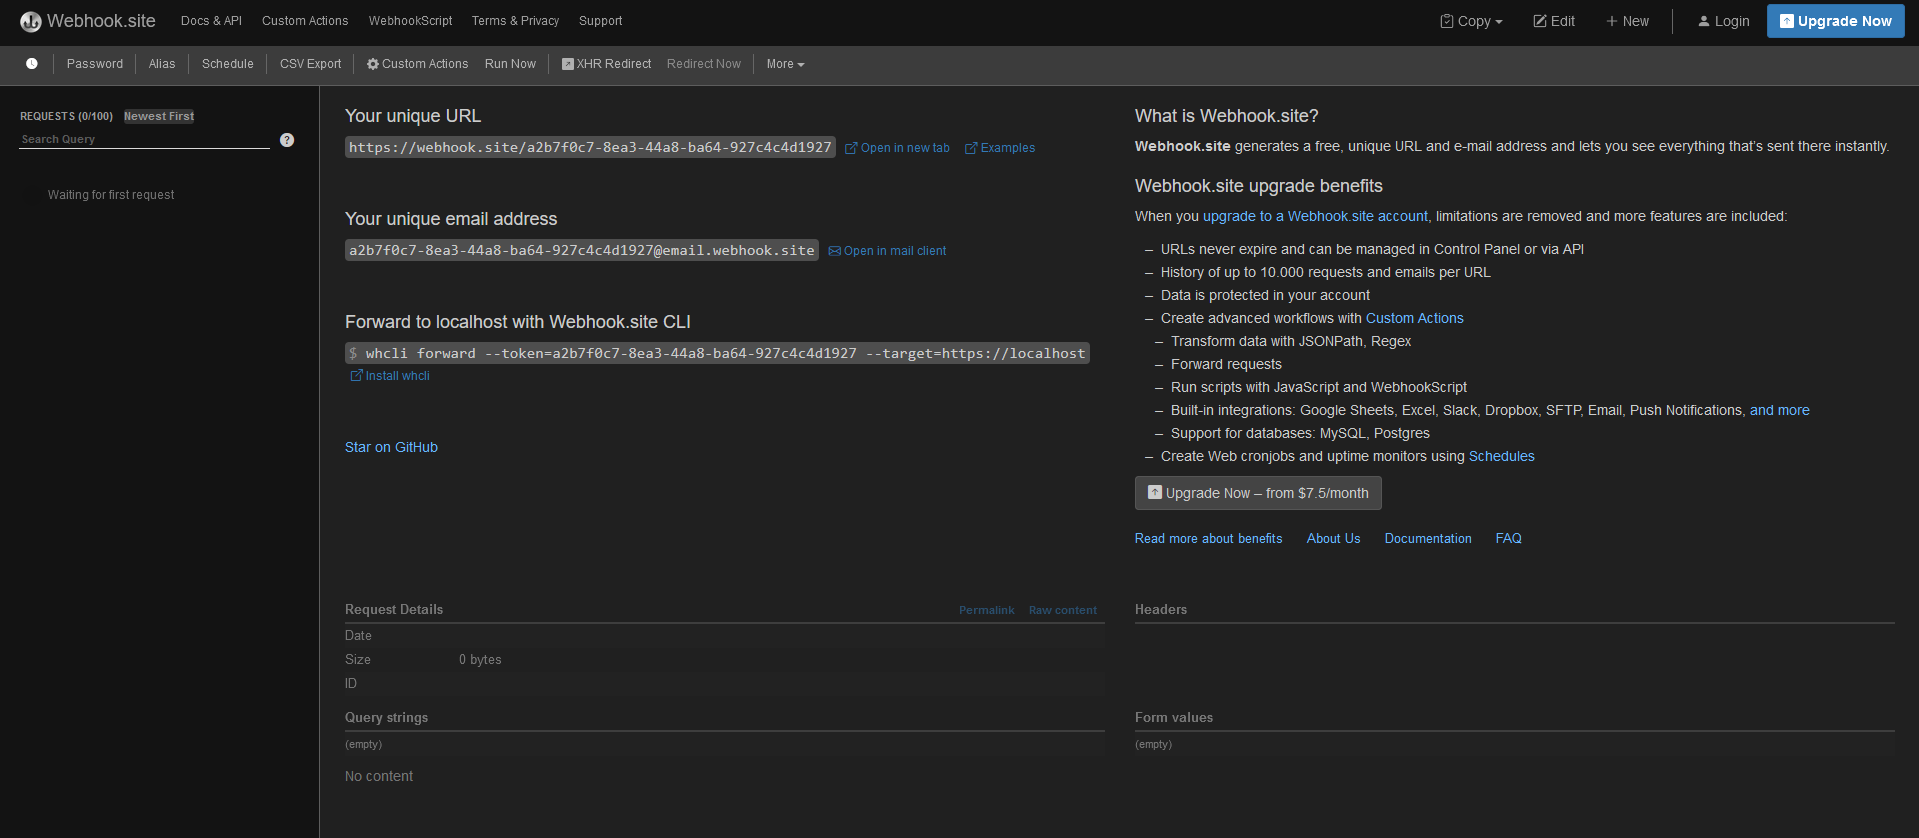 Webhook.site Docs & API Custom Actions WebhookScript Terms & Privacy Support Copy Edit New Login Upgrade Now
Password Alias Schedule CSV Export Custom Actions Run Now XHR Redirect Redirect Now More
REQUESTS (0/100) Newest First
Search Query ?
Waiting for first request
Your unique URL
https://webhook.site/a2b7f0c7-8ea3-44a8-ba64-927c4c4d1927 Open in new tab Examples
Your unique email address
a2b7f0c7-8ea3-44a8-ba64-927c4c4d1927@email.webhook.site Open in mail client
Forward to localhost with Webhook.site CLI
$ whcli forward --token=a2b7f0c7-8ea3-44a8-ba64-927c4c4d1927 --target=https://localhost
Install whcli
Star on GitHub
What is Webhook.site?
Webhook.site generates a free, unique URL and e-mail address and lets you see everything that's sent there instantly.
Webhook.site upgrade benefits
When you upgrade to a Webhook.site account, limitations are removed and more features are included:
– URLs never expire and can be managed in Control Panel or via API
– History of up to 10.000 requests and emails per URL
– Data is protected in your account
– Create advanced workflows with Custom Actions
– Transform data with JSONPath, Regex
– Forward requests
– Run scripts with JavaScript and WebhookScript
– Built-in integrations: Google Sheets, Excel, Slack, Dropbox, SFTP, Email, Push Notifications, and more
– Support for databases: MySQL, Postgres
– Create Web cronjobs and uptime monitors using Schedules
Upgrade Now – from $7.5/month
Read more about benefits About Us Documentation FAQ
Request Details Permalink Raw content
Date
Size 0 bytes
ID
Headers
Query strings
(empty)
Form values
(empty)
No content